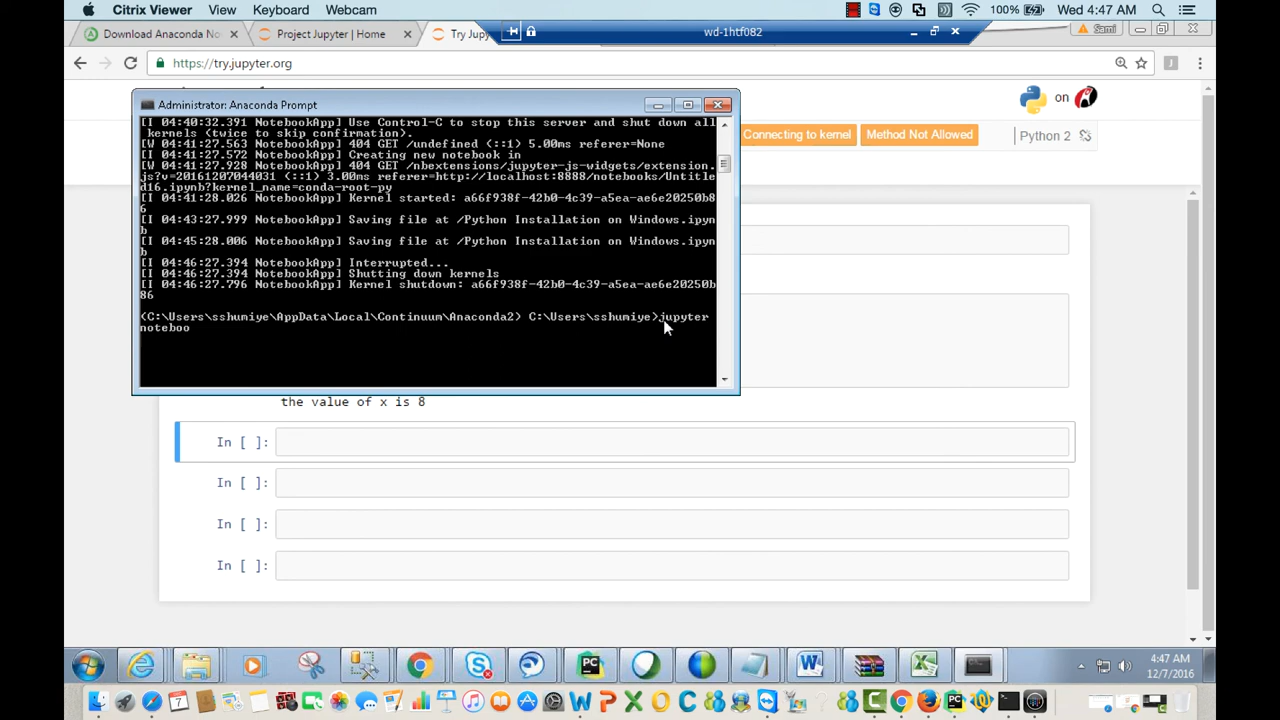 Citrix Viewer View Keyboard Webcam 100% Wed 4:47 AM
Download Anaconda No Project Jupyter | Home Try Jupy wd-1htf082 Sami
https://try.jupyter.org
Administrator: Anaconda Prompt
on
Connecting to kernel Method Not Allowed Python 2
[I 04:40:32.391 NotebookApp] Use Control-C to stop this server and shut down all
kernels (twice to skip confirmation).
[W 04:41:27.563 NotebookApp] 404 GET /undefined (::1) 5.00ms referer=None
[I 04:41:27.572 NotebookApp] Creating new notebook in
[W 04:41:27.928 NotebookApp] 404 GET /nbextensions/jupyter-js-widgets/extension.
js?v=20161207044031 (::1) 3.00ms referer=http://localhost:8888/notebooks/Untitle
d16.ipynb?kernel_name=conda-root-py
[I 04:41:28.026 NotebookApp] Kernel started: a66f938f-42b0-4c39-a5ea-ae6e20250b8
6
[I 04:43:27.999 NotebookApp] Saving file at /Python Installation on Windows.ipyn
b
[I 04:45:28.006 NotebookApp] Saving file at /Python Installation on Windows.ipyn
b
[I 04:46:27.394 NotebookApp] Interrupted...
[I 04:46:27.394 NotebookApp] Shutting down kernels
[I 04:46:27.796 NotebookApp] Kernel shutdown: a66f938f-42b0-4c39-a5ea-ae6e20250b
86
(C:\Users\sshumiye\AppData\Local\Continuum\Anaconda2) C:\Users\sshumiye>jupyter
noteboo
the value of x is 8
In [ ]:
In [ ]:
In [ ]:
In [ ]:
4:47 AM
12/7/2016